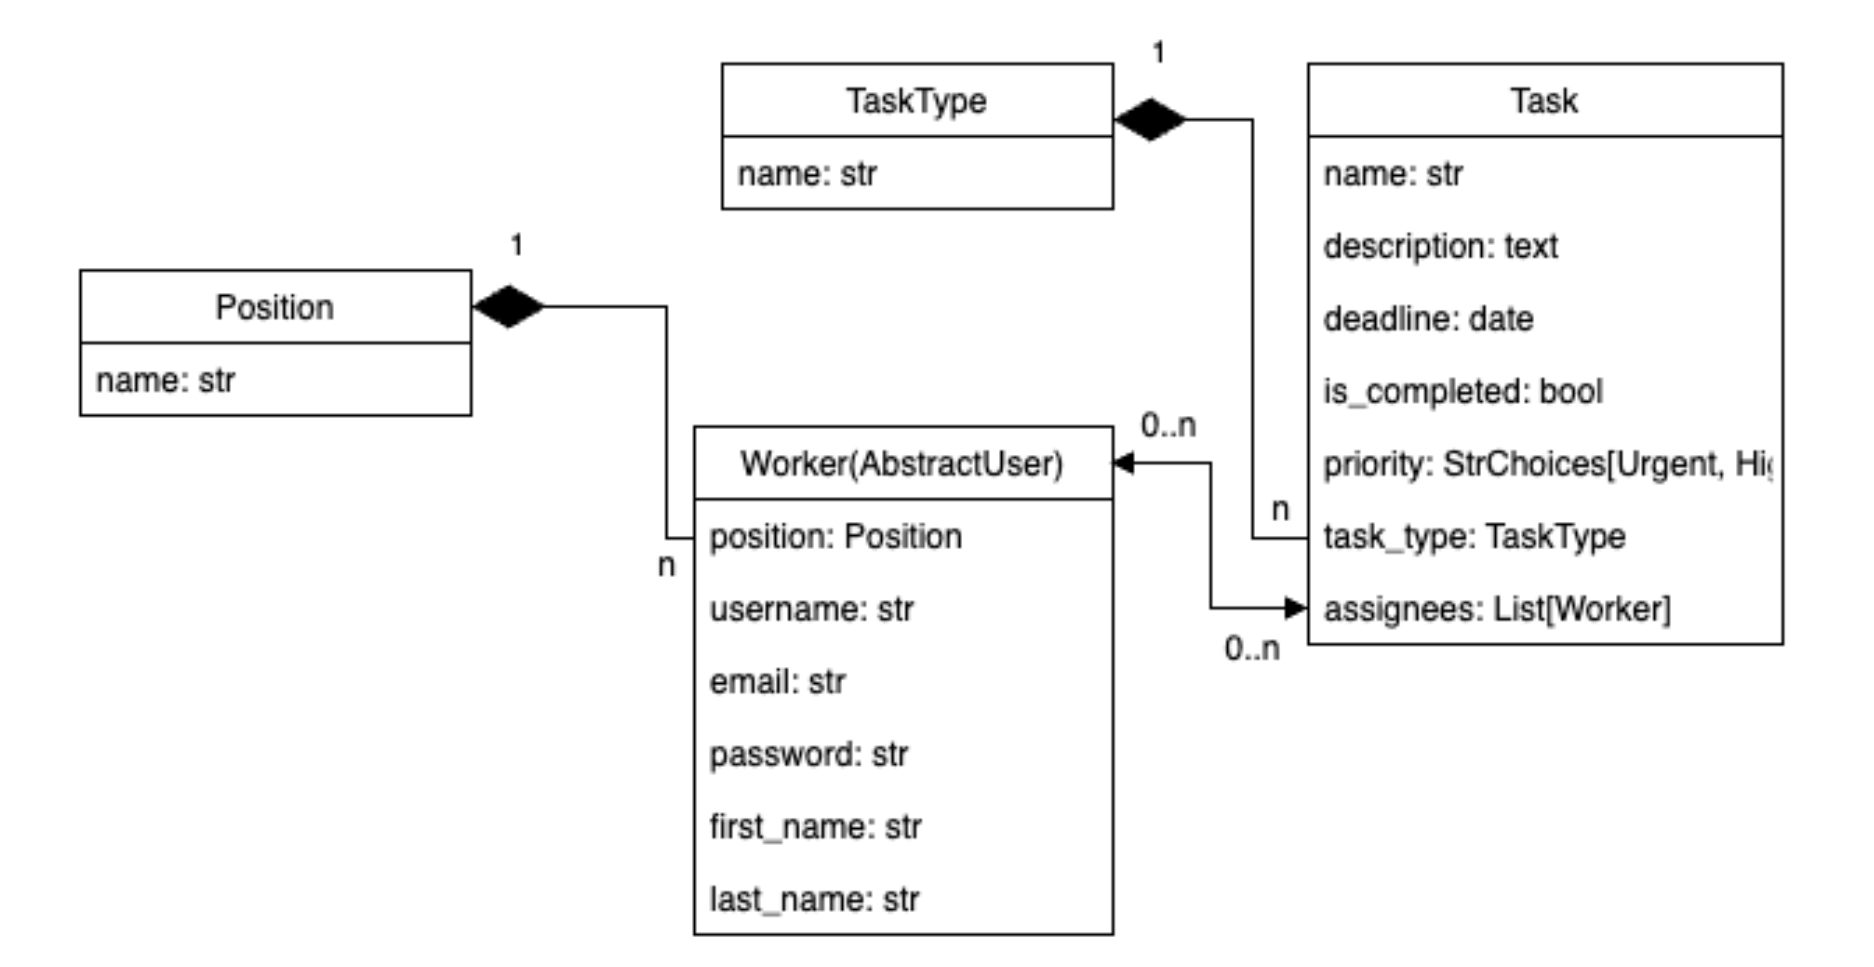 1
TaskType
name: str
Task
name: str
description: text
deadline: date
is_completed: bool
priority: StrChoices[Urgent,
task_type: TaskType
assignees: List[Worker]
1
Position
name: str
0..n
Worker(AbstractUser)
position: Position
username: str
email: str
password: str
first_name: str
last_name: str
n
n
0..n